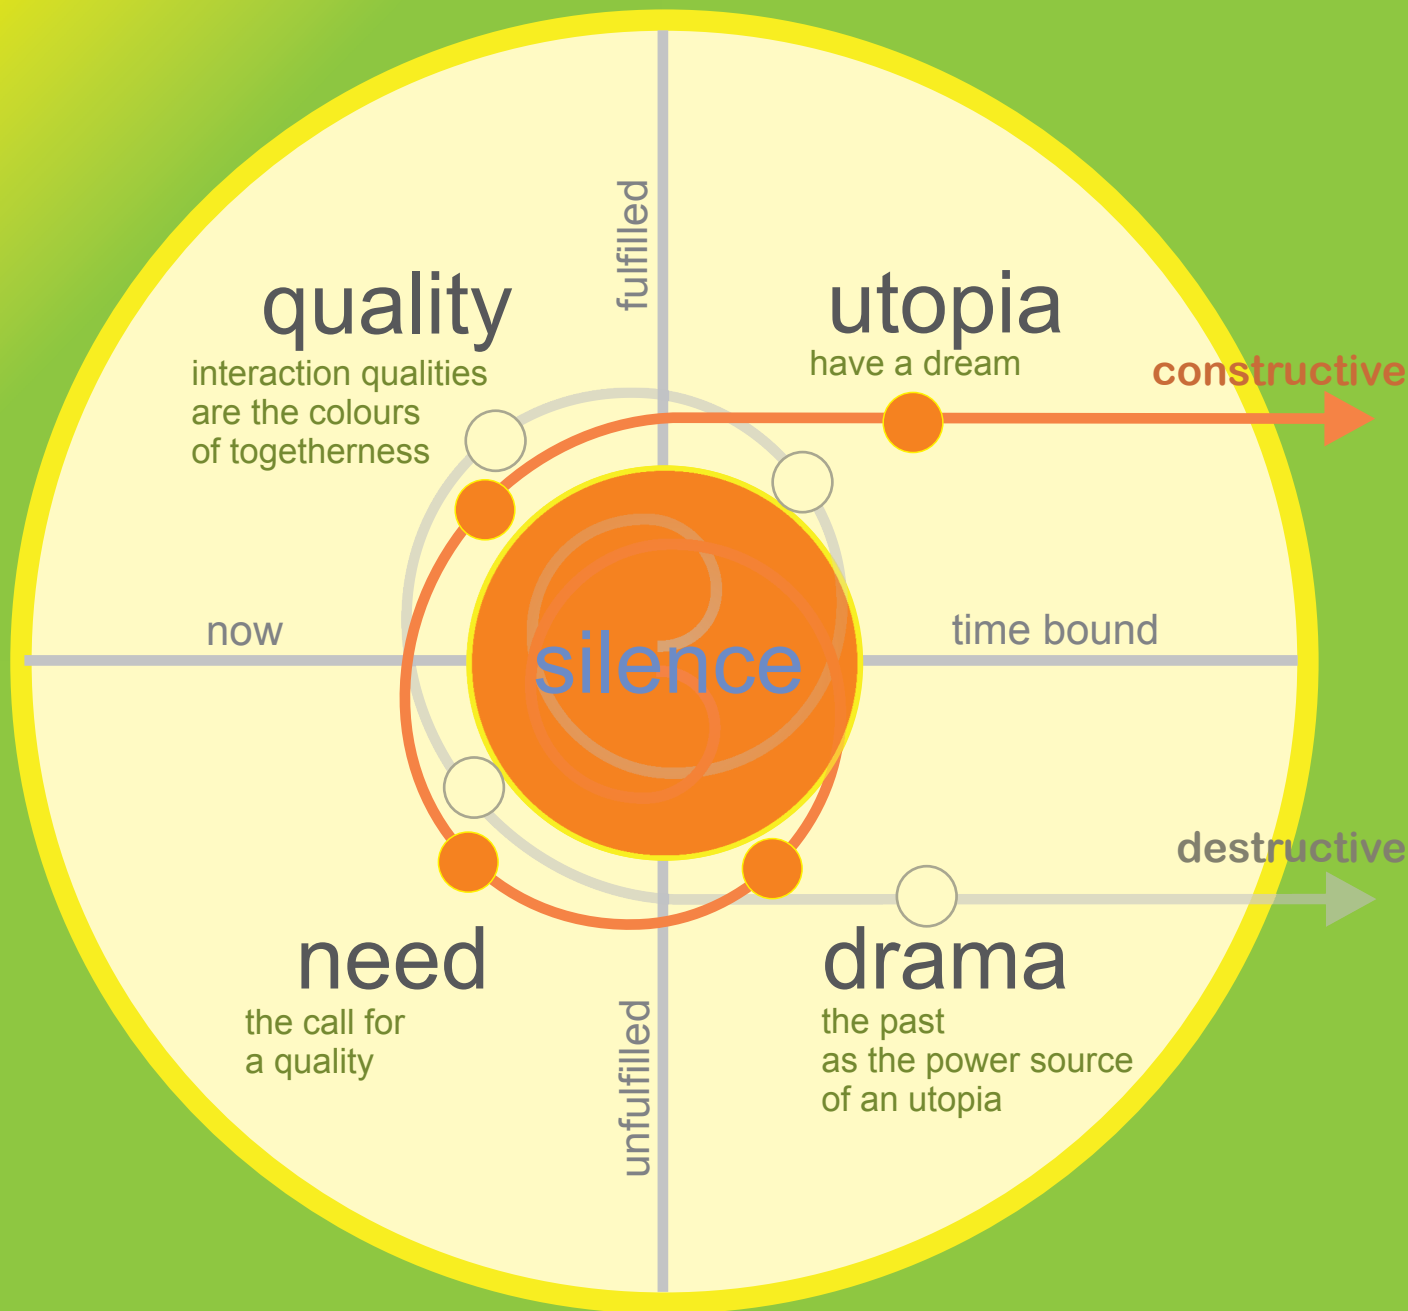 fulfilled
quality
interaction qualities
are the colours
of togetherness
utopia
have a dream
constructive
now
silence
time bound
destructive
need
the call for
a quality
unfulfilled
drama
the past
as the power source
of an utopia